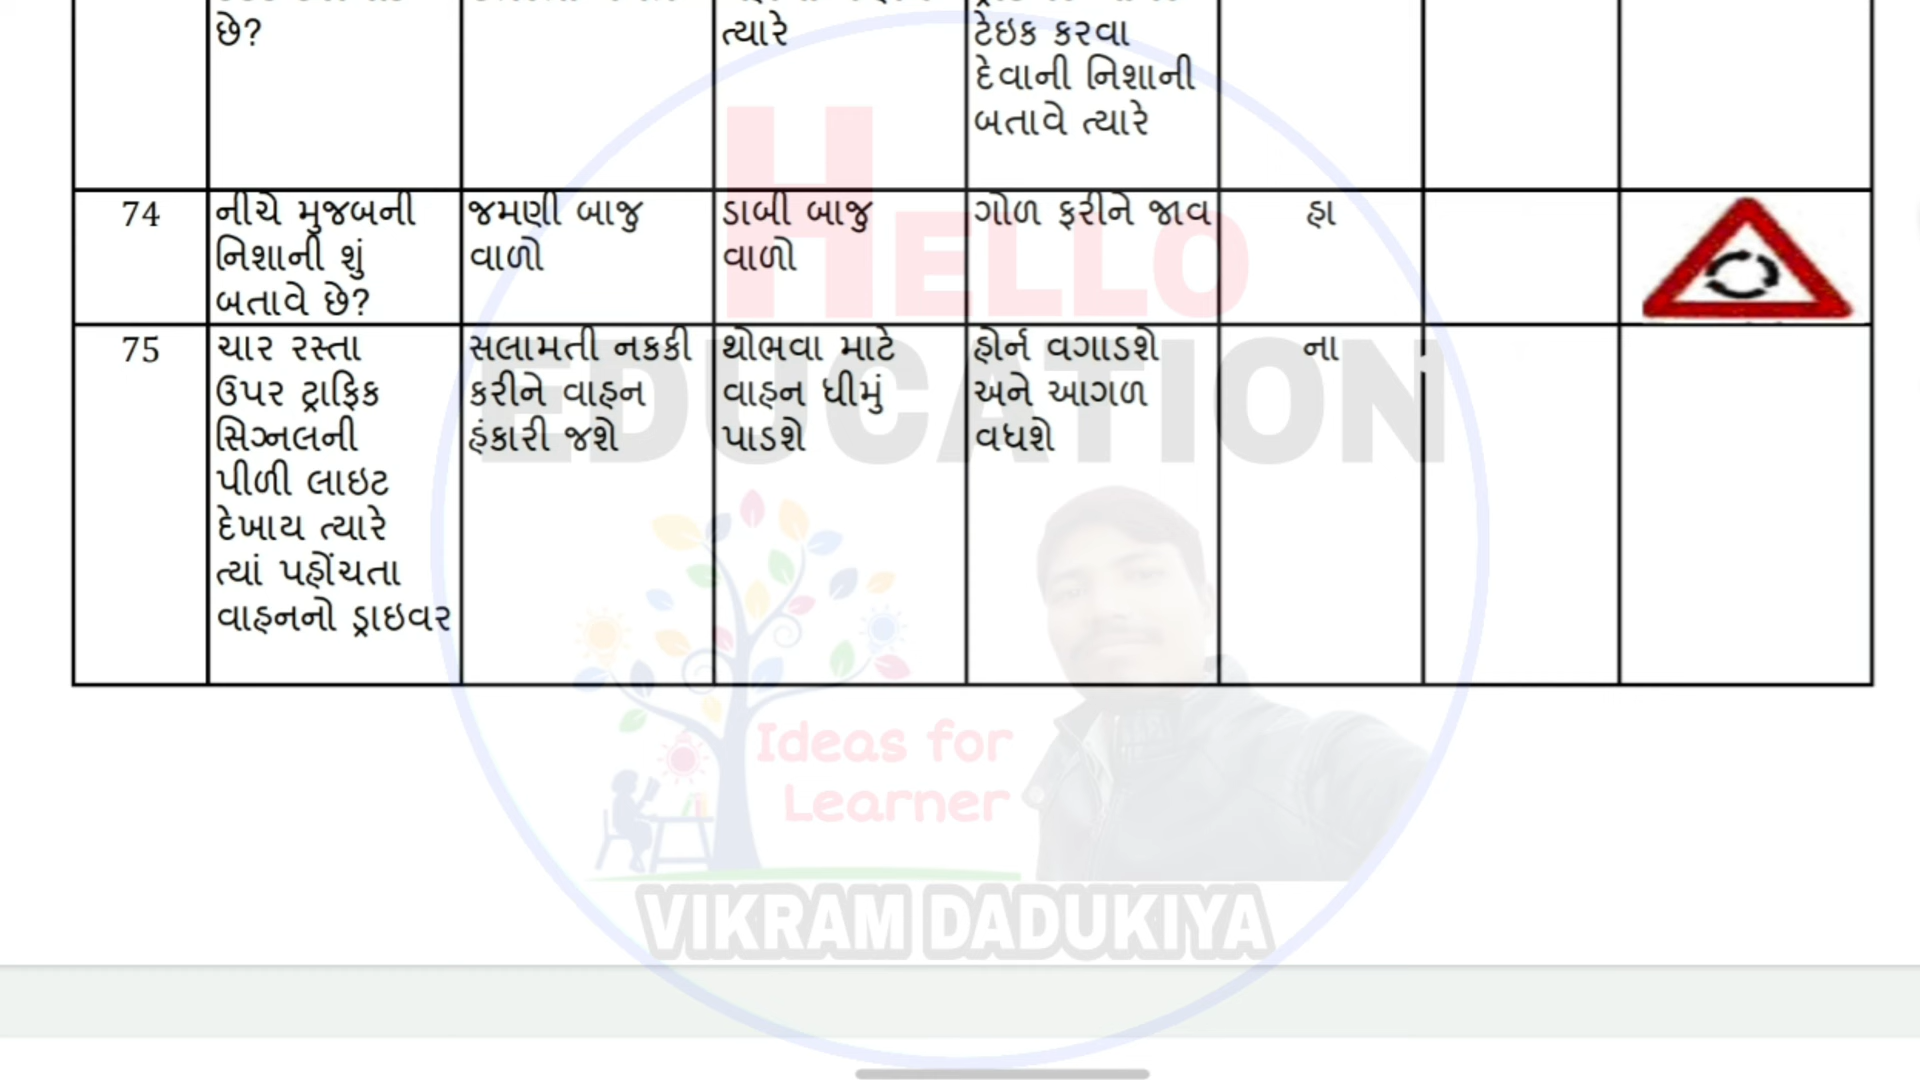 છે?
ત્યારે
ટેઇક કરવા
દેવાની નિશાની
બતાવે ત્યારે
74
નીચે મુજબની
નિશાની શું
બતાવે છે?
જમણી બાજુ
વાળો
ડાબી બાજુ
વાળો
ગોળ ફરીને જાવ
હા
75
ચાર રસ્તા
ઉપર ટ્રાફિક
સિગ્નલની
પીળી લાઇટ
દેખાય ત્યારે
ત્યાં પહોંચતા
વાહનનો ડ્રાઇવર
સલામતી નકકી
કરીને વાહન
હંકારી જશે
થોભવા માટે
વાહન ધીમું
પાડશે
હોર્ન વગાડશે
અને આગળ
વધશે
ના
HELLO
EDUCATION
Ideas for
Learner
VIKRAM DADUKIYA